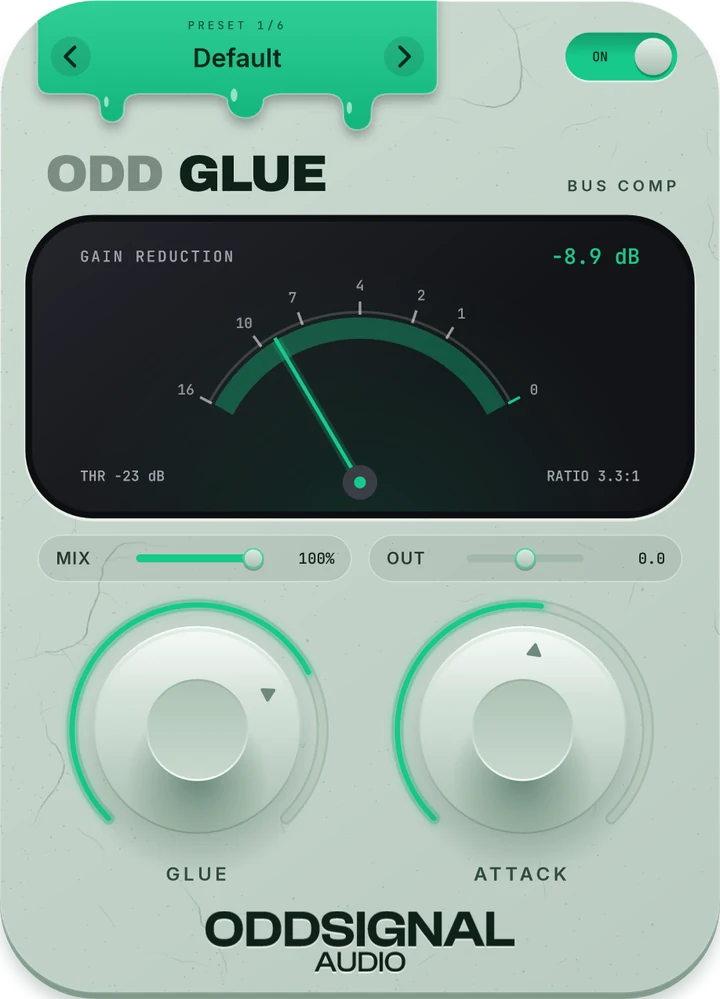 PRESET 1/6
Default
ON
ODD GLUE
BUS COMP
GAIN REDUCTION
-8.9 dB
16
10
7
4
2
1
0
THR -23 dB
RATIO 3.3:1
MIX
100%
OUT
0.0
GLUE
ATTACK
ODDSIGNAL
AUDIO